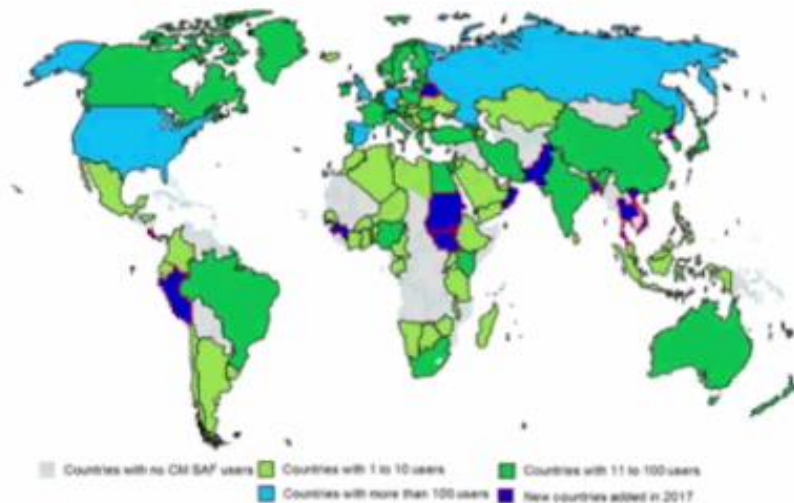 Countries with no CM SAF users
Countries with 1 to 10 users
Countries with 11 to 100 users
Countries with more than 100 users
New countries added in 2017